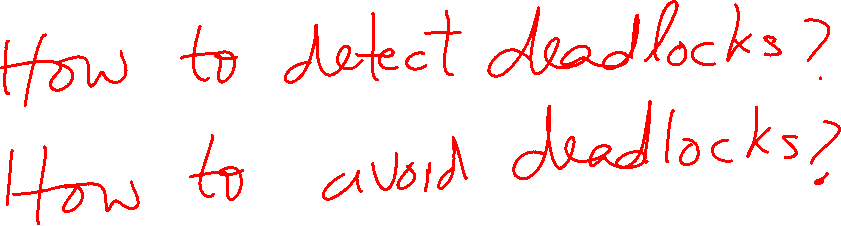 How to detect deadlocks?
How to avoid deadlocks?